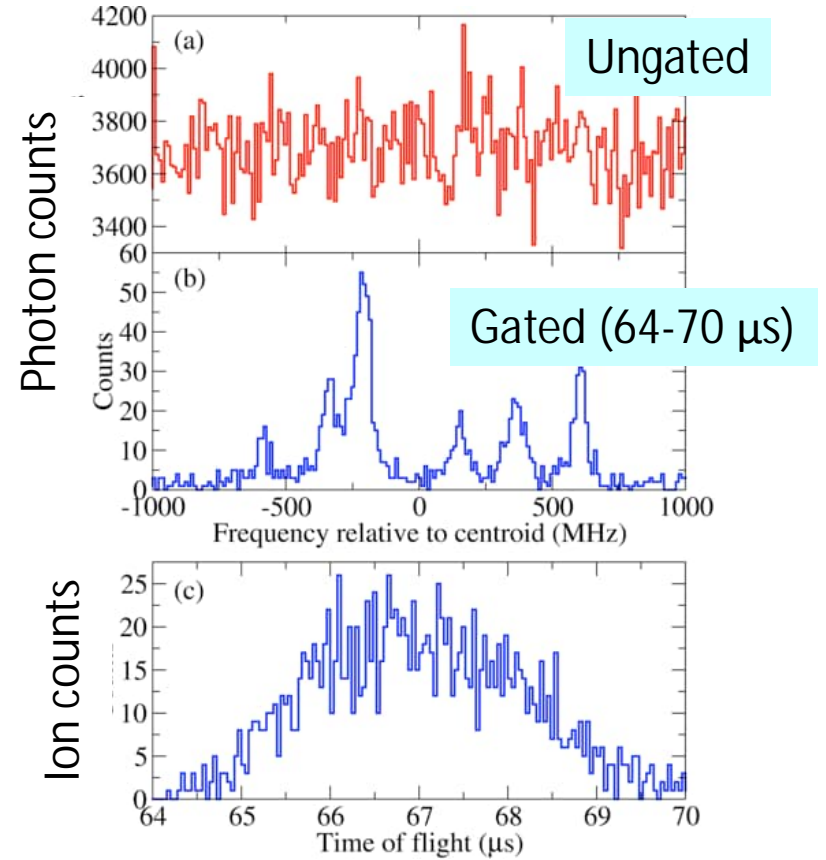 4200
(a)
Ungated
4000
3800
3600
3400
Photon counts
60
(b)
50
Gated (64-70 µs)
40
30
20
10
0
Counts
-1000 -500 0 500 1000
Frequency relative to centroid (MHz)
25
(c)
20
15
10
5
0
Ion counts
64 65 66 67 68 69 70
Time of flight (µs)